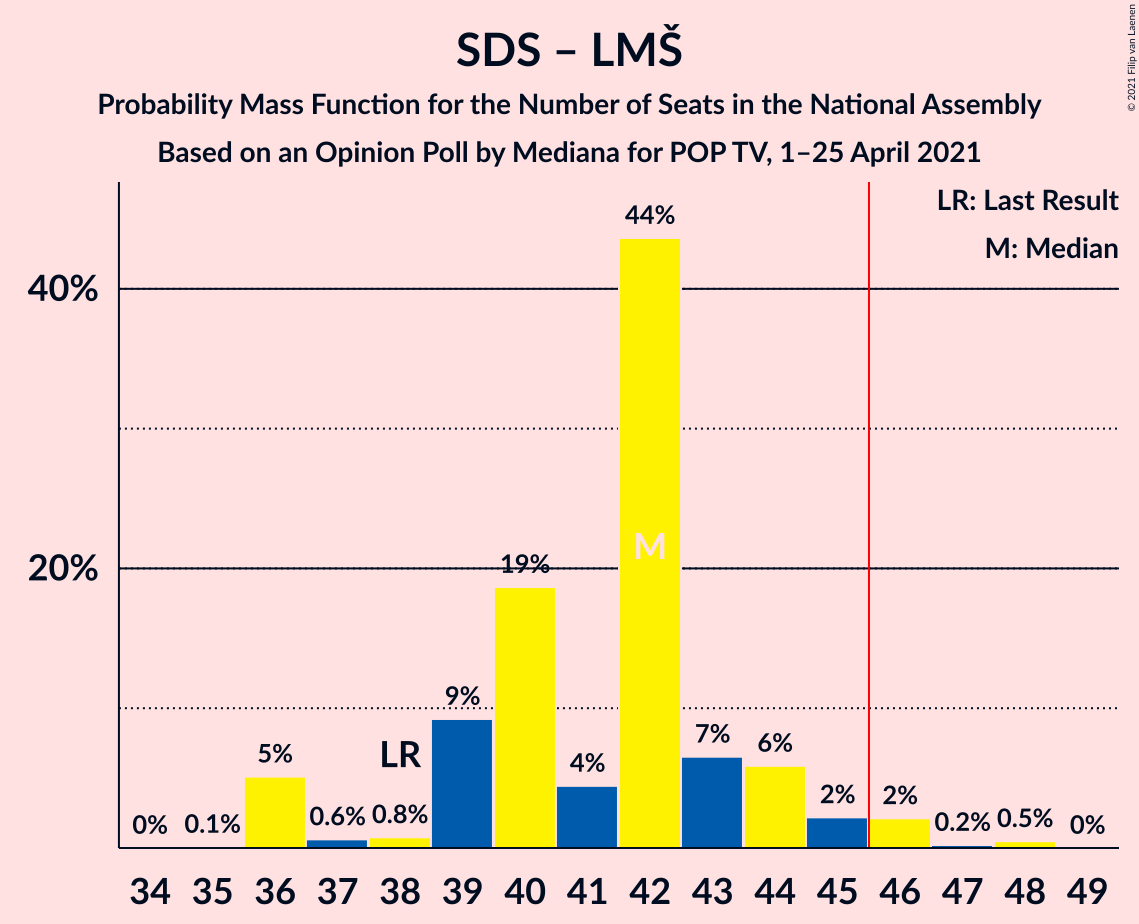 SDS – LMŠ
Probability Mass Function for the Number of Seats in the National Assembly
Based on an Opinion Poll by Mediana for POP TV, 1–25 April 2021
© 2021 Filip van Laenen
LR: Last Result
M: Median
40%
20%
0% 0.1% 5% 0.6% 0.8% 9% 19% 4% 44% 7% 6% 2% 2% 0.2% 0.5% 0%
LR
M
34 35 36 37 38 39 40 41 42 43 44 45 46 47 48 49